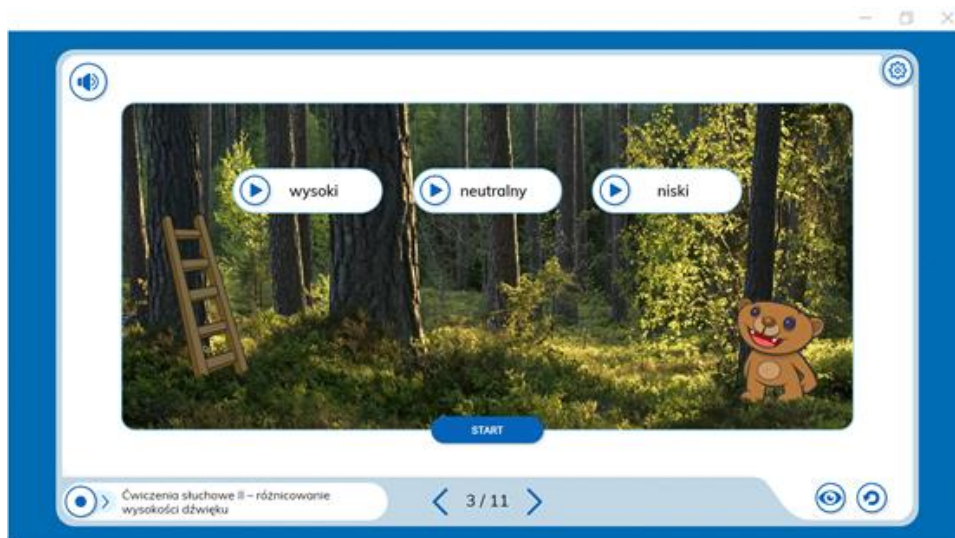 wysoki
neutralny
niski
START
Ćwiczenia słuchowe II – różnicowanie
wysokości dźwięku
3 / 11